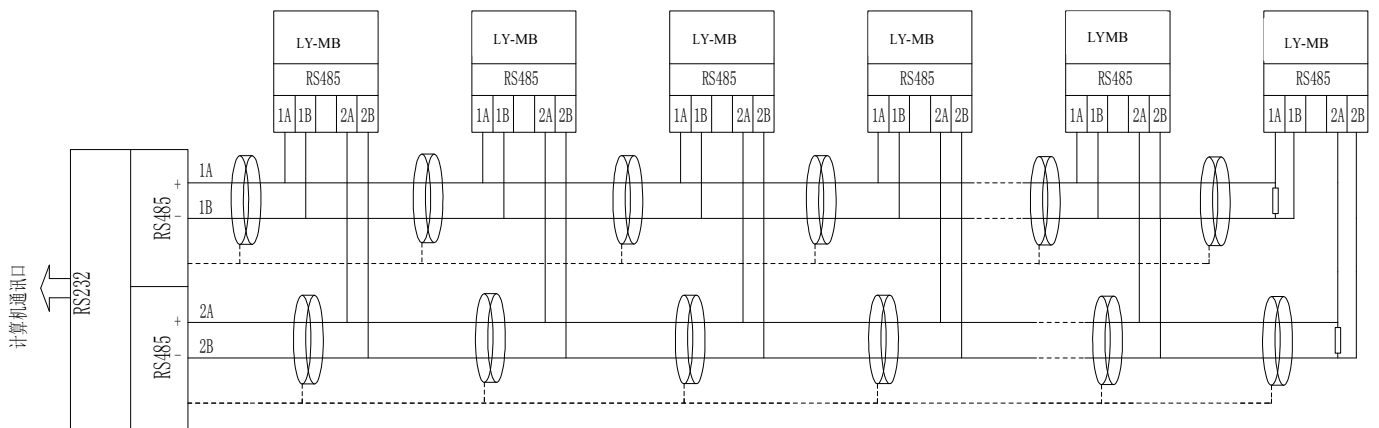 LY-MB LY-MB LY-MB LY-MB LYMB LY-MB
RS485 RS485 RS485 RS485 RS485 RS485
1A 1B 2A 2B 1A 1B 2A 2B 1A 1B 2A 2B 1A 1B 2A 2B 1A 1B 2A 2B 1A 1B 2A 2B
1A
+
1B
-
RS485
计算机通讯口
RS232
2A
+
2B
-
RS485